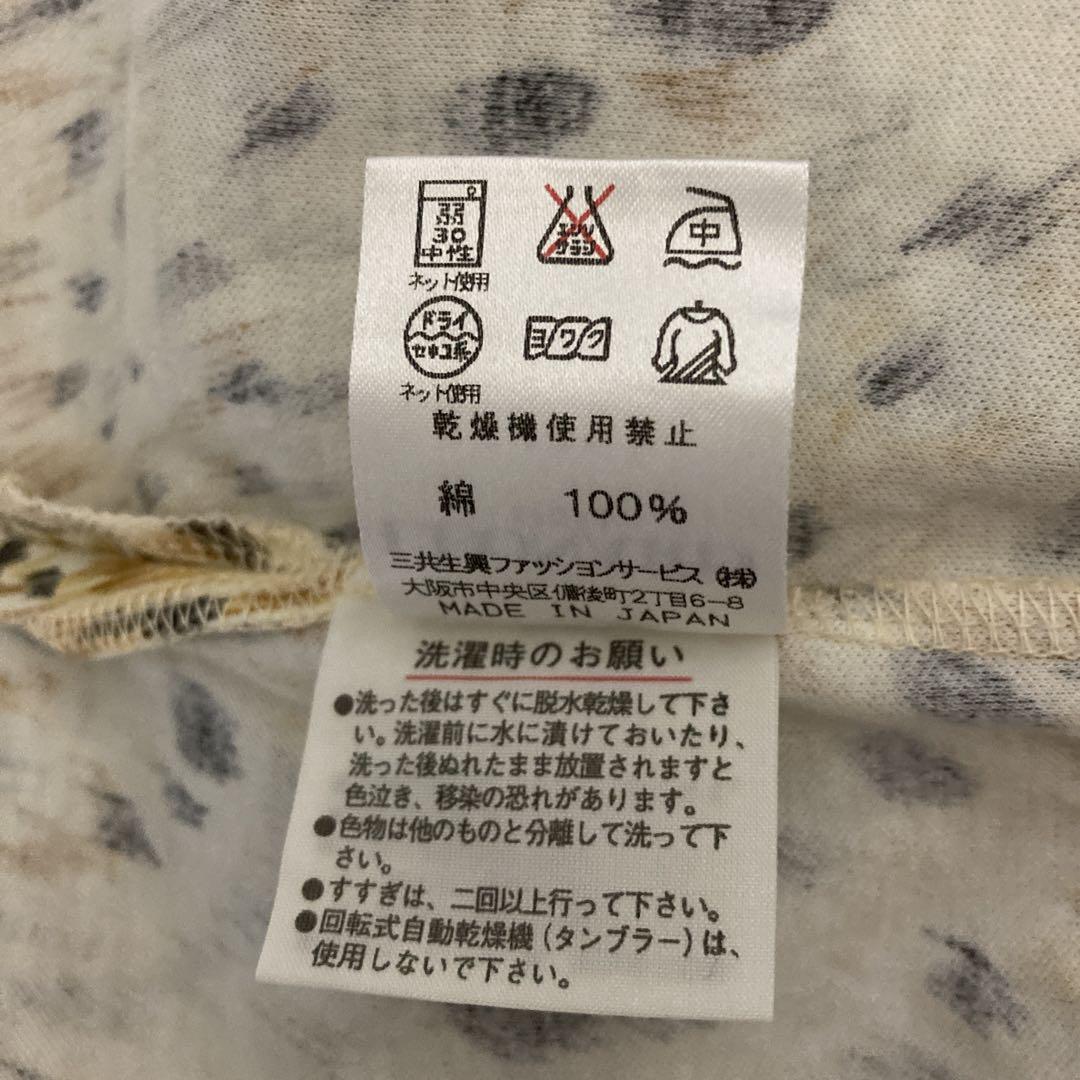 弱
30
中性
ネット使用
エンソ
サラシ
中
ドライ
セキユ系
ネット使用
ヨワク
乾燥機使用禁止
綿 100%
三共生興ファッションサービス㈱
大阪市中央区備後町2丁目6-8
MADE IN JAPAN
洗濯時のお願い
●洗った後はすぐに脱水乾燥して下さ
い。洗濯前に水に漬けておいたり、
洗った後ぬれたまま放置されますと
色泣き、移染の恐れがあります。
●色物は他のものと分離して洗って下
さい。
●すすぎは、二回以上行って下さい。
●回転式自動乾燥機(タンブラー)は、
使用しないで下さい。